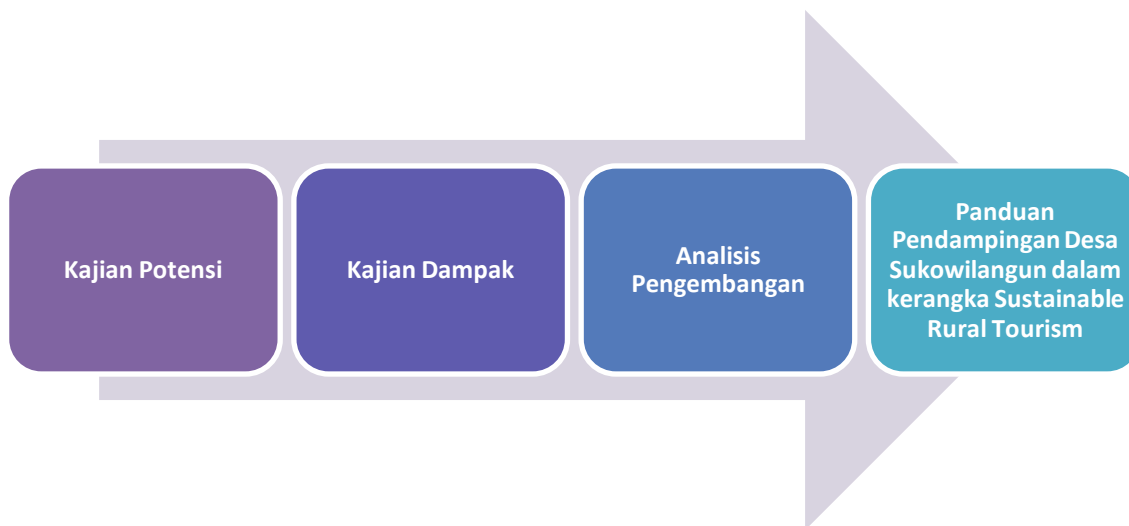 Kajian Potensi
Kajian Dampak
Analisis
Pengembangan
Panduan
Pendampingan Desa
Sukowilangun dalam
kerangka Sustainable
Rural Tourism